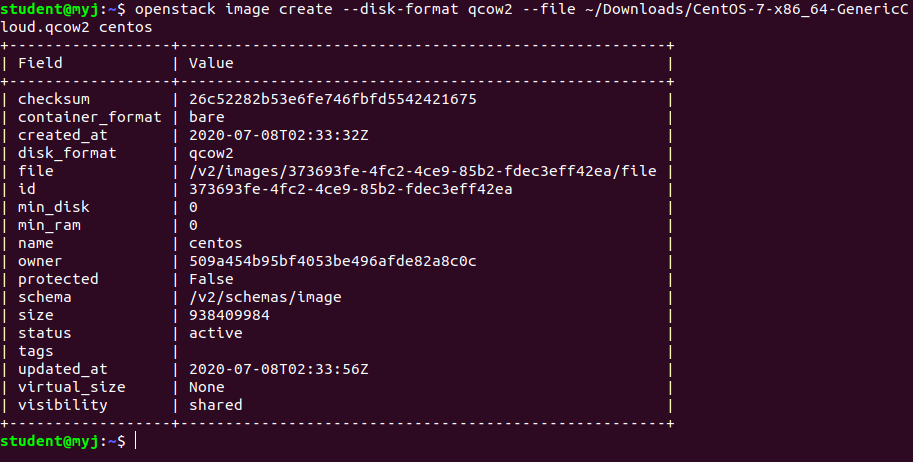 student@myj:~$ openstack image create --disk-format qcow2 --file ~/Downloads/CentOS-7-x86_64-GenericC
loud.qcow2 centos
+------------------+------------------------------------------------------+
| Field            | Value                                                |
+------------------+------------------------------------------------------+
| checksum         | 26c52282b53e6fe746fbfd5542421675                     |
| container_format | bare                                                 |
| created_at       | 2020-07-08T02:33:32Z                                 |
| disk_format      | qcow2                                                |
| file             | /v2/images/373693fe-4fc2-4ce9-85b2-fdec3eff42ea/file |
| id               | 373693fe-4fc2-4ce9-85b2-fdec3eff42ea                 |
| min_disk         | 0                                                    |
| min_ram          | 0                                                    |
| name             | centos                                               |
| owner            | 509a454b95bf4053be496afde82a8c0c                     |
| protected        | False                                                |
| schema           | /v2/schemas/image                                    |
| size             | 938409984                                            |
| status           | active                                               |
| tags             |                                                      |
| updated_at       | 2020-07-08T02:33:56Z                                 |
| virtual_size     | None                                                 |
| visibility       | shared                                               |
+------------------+------------------------------------------------------+
student@myj:~$